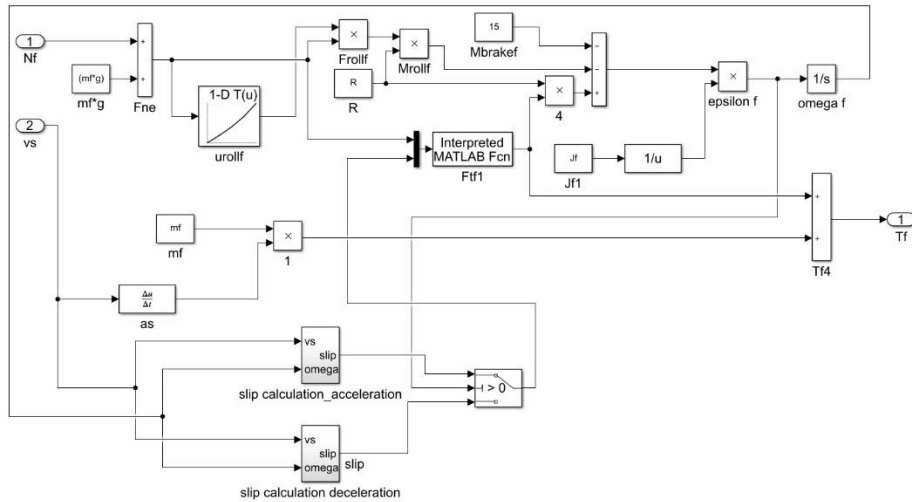 1
Nf
(mf*g)
mf*g
+
+
Fne
2
vs
1-D T(u)
urollf
×
Frollf
×
Mrollf
R
R
15
Mbrakef
×
4
−
−
+
×
epsilon f
1/s
omega f
Interpreted
MATLAB Fcn
Ftf1
Jf
Jf1
1/u
mf
mf
×
1
+
+
Tf4
1
Tf
Δu
Δt
as
vs
slip
omega
slip calculation_acceleration
> 0
vs
slip
omega
slip
slip calculation deceleration